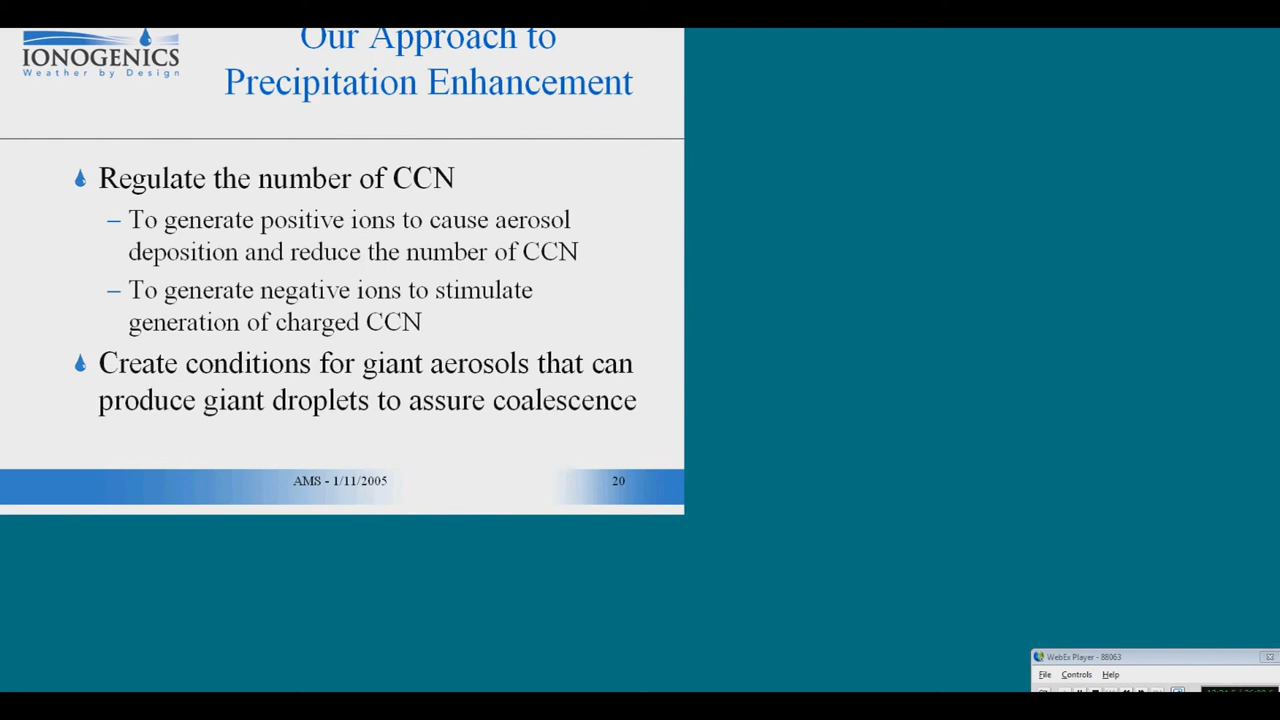 Our Approach to
IONOGENICS
Weather by Design
Precipitation Enhancement
Regulate the number of CCN
– To generate positive ions to cause aerosol
deposition and reduce the number of CCN
– To generate negative ions to stimulate
generation of charged CCN
Create conditions for giant aerosols that can
produce giant droplets to assure coalescence
AMS - 1/11/2005
20
WebEx Player - 88063
File Controls Help